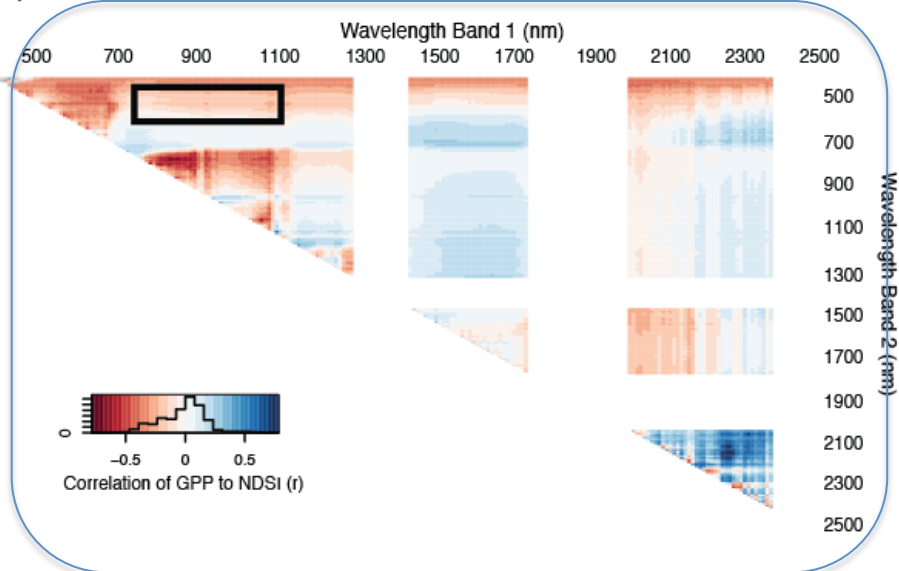 Wavelength Band 1 (nm)
500 700 900 1100 1300 1500 1700 1900 2100 2300 2500
500
700
900
1100
1300
1500
1700
1900
2100
2300
2500
Wavelength Band 2 (nm)
0
−0.5 0 0.5
Correlation of GPP to NDSI (r)